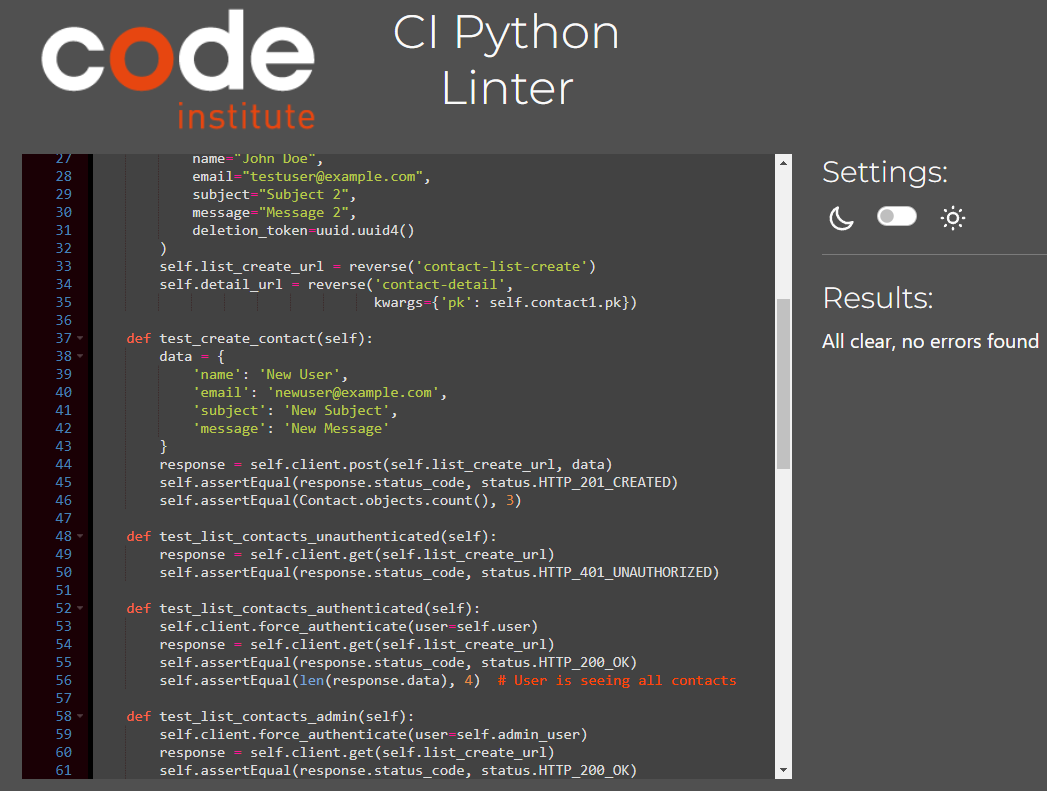 code
institute
CI Python
Linter
27 name="John Doe",
28 email="testuser@example.com",
29 subject="Subject 2",
30 message="Message 2",
31 deletion_token=uuid.uuid4()
32 )
33 self.list_create_url = reverse('contact-list-create')
34 self.detail_url = reverse('contact-detail',
35 kwargs={'pk': self.contact1.pk})
36
37 def test_create_contact(self):
38 data = {
39 'name': 'New User',
40 'email': 'newuser@example.com',
41 'subject': 'New Subject',
42 'message': 'New Message'
43 }
44 response = self.client.post(self.list_create_url, data)
45 self.assertEqual(response.status_code, status.HTTP_201_CREATED)
46 self.assertEqual(Contact.objects.count(), 3)
47
48 def test_list_contacts_unauthenticated(self):
49 response = self.client.get(self.list_create_url)
50 self.assertEqual(response.status_code, status.HTTP_401_UNAUTHORIZED)
51
52 def test_list_contacts_authenticated(self):
53 self.client.force_authenticate(user=self.user)
54 response = self.client.get(self.list_create_url)
55 self.assertEqual(response.status_code, status.HTTP_200_OK)
56 self.assertEqual(len(response.data), 4)  # User is seeing all contacts
57
58 def test_list_contacts_admin(self):
59 self.client.force_authenticate(user=self.admin_user)
60 response = self.client.get(self.list_create_url)
61 self.assertEqual(response.status_code, status.HTTP_200_OK)
Settings:
Results:
All clear, no errors found